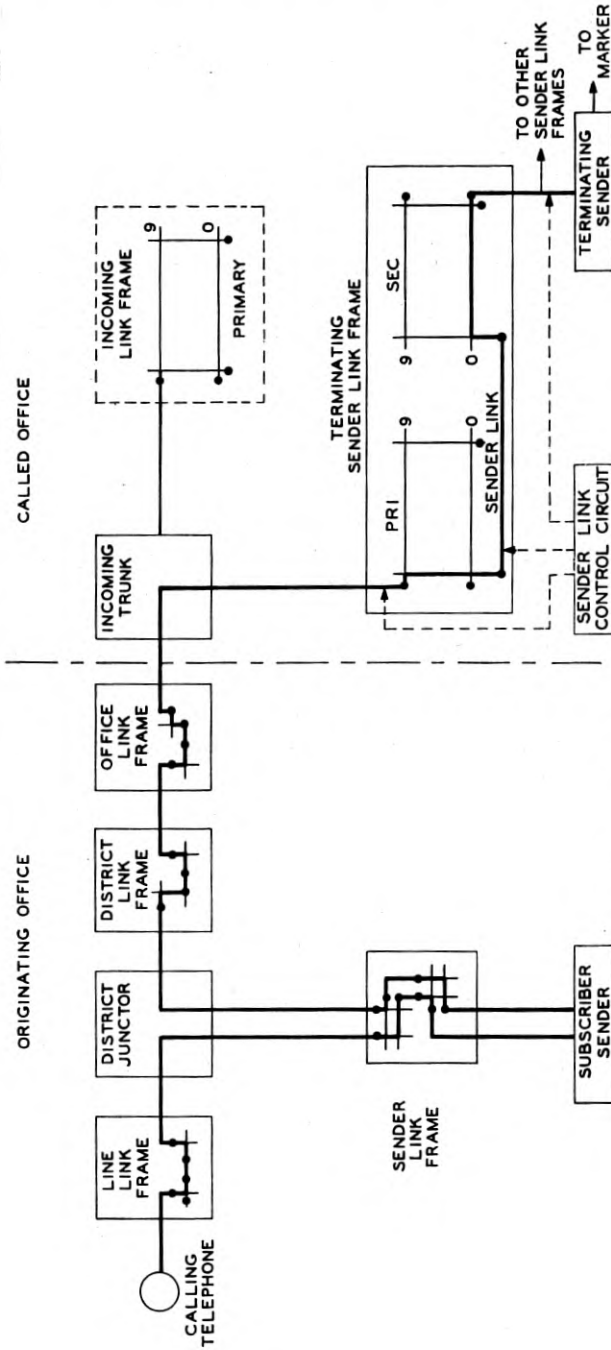 ORIGINATING OFFICE
CALLED OFFICE
CALLING
TELEPHONE
LINE
LINK
FRAME
DISTRICT
JUNCTOR
DISTRICT
LINK
FRAME
OFFICE
LINK
FRAME
INCOMING
TRUNK
INCOMING
LINK FRAME
9
0
PRIMARY
SENDER
LINK
FRAME
SUBSCRIBER
SENDER
TERMINATING
SENDER LINK FRAME
PRI
9
0
SENDER LINK
SEC
9
0
SENDER LINK
CONTROL CIRCUIT
TO OTHER
SENDER LINK
FRAMES
TERMINATING
SENDER
TO
MARKER